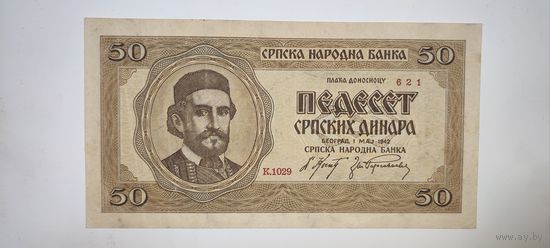 50 СРПСКА НАРОДНА БАНКА 50
ПЛАЋА ДОНОСИОЦУ 621
ПЕДЕСЕТ
СРПСКИХ ДИНАРА
БЕОГРАД, 1 МАЈ 1942
СРПСКА НАРОДНА БАНКА
К.1029
50 50
www.ay.by